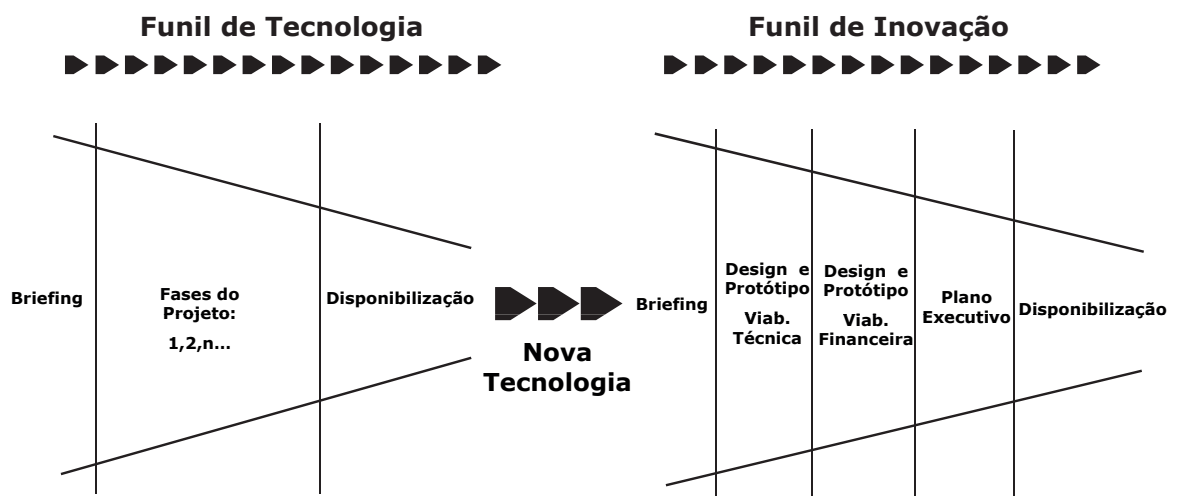 Funil de Tecnologia
Funil de Inovação
Briefing
Fases do
Projeto:
1,2,n...
Disponibilização
Nova
Tecnologia
Briefing
Design e
Protótipo
Viab.
Técnica
Design e
Protótipo
Viab.
Financeira
Plano
Executivo
Disponibilização